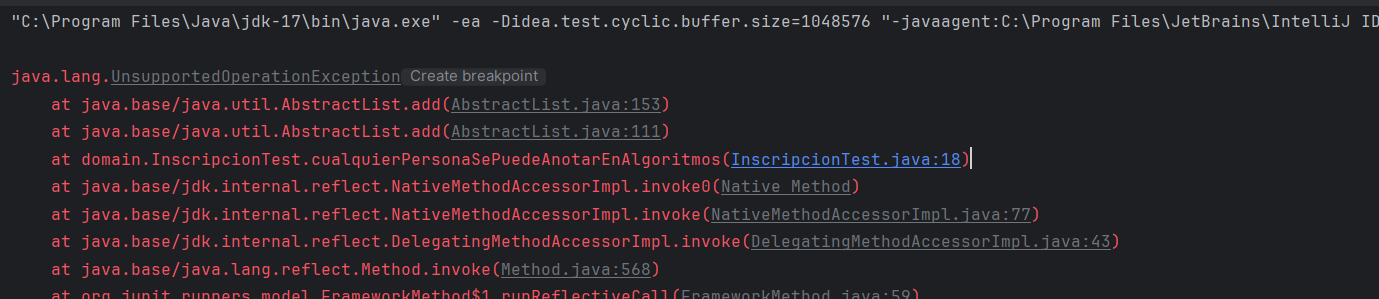 "C:\Program Files\Java\jdk-17\bin\java.exe" -ea -Didea.test.cyclic.buffer.size=1048576 "-javaagent:C:\Program Files\JetBrains\IntelliJ ID
java.lang.UnsupportedOperationException Create breakpoint
at java.base/java.util.AbstractList.add(AbstractList.java:153)
at java.base/java.util.AbstractList.add(AbstractList.java:111)
at domain.InscripcionTest.cualquierPersonaSePuedeAnotarEnAlgoritmos(InscripcionTest.java:18)
at java.base/jdk.internal.reflect.NativeMethodAccessorImpl.invoke0(Native Method)
at java.base/jdk.internal.reflect.NativeMethodAccessorImpl.invoke(NativeMethodAccessorImpl.java:77)
at java.base/jdk.internal.reflect.DelegatingMethodAccessorImpl.invoke(DelegatingMethodAccessorImpl.java:43)
at java.base/java.lang.reflect.Method.invoke(Method.java:568)
at org.junit.runners.model.FrameworkMethod$1.runReflectiveCall(FrameworkMethod.java:59)